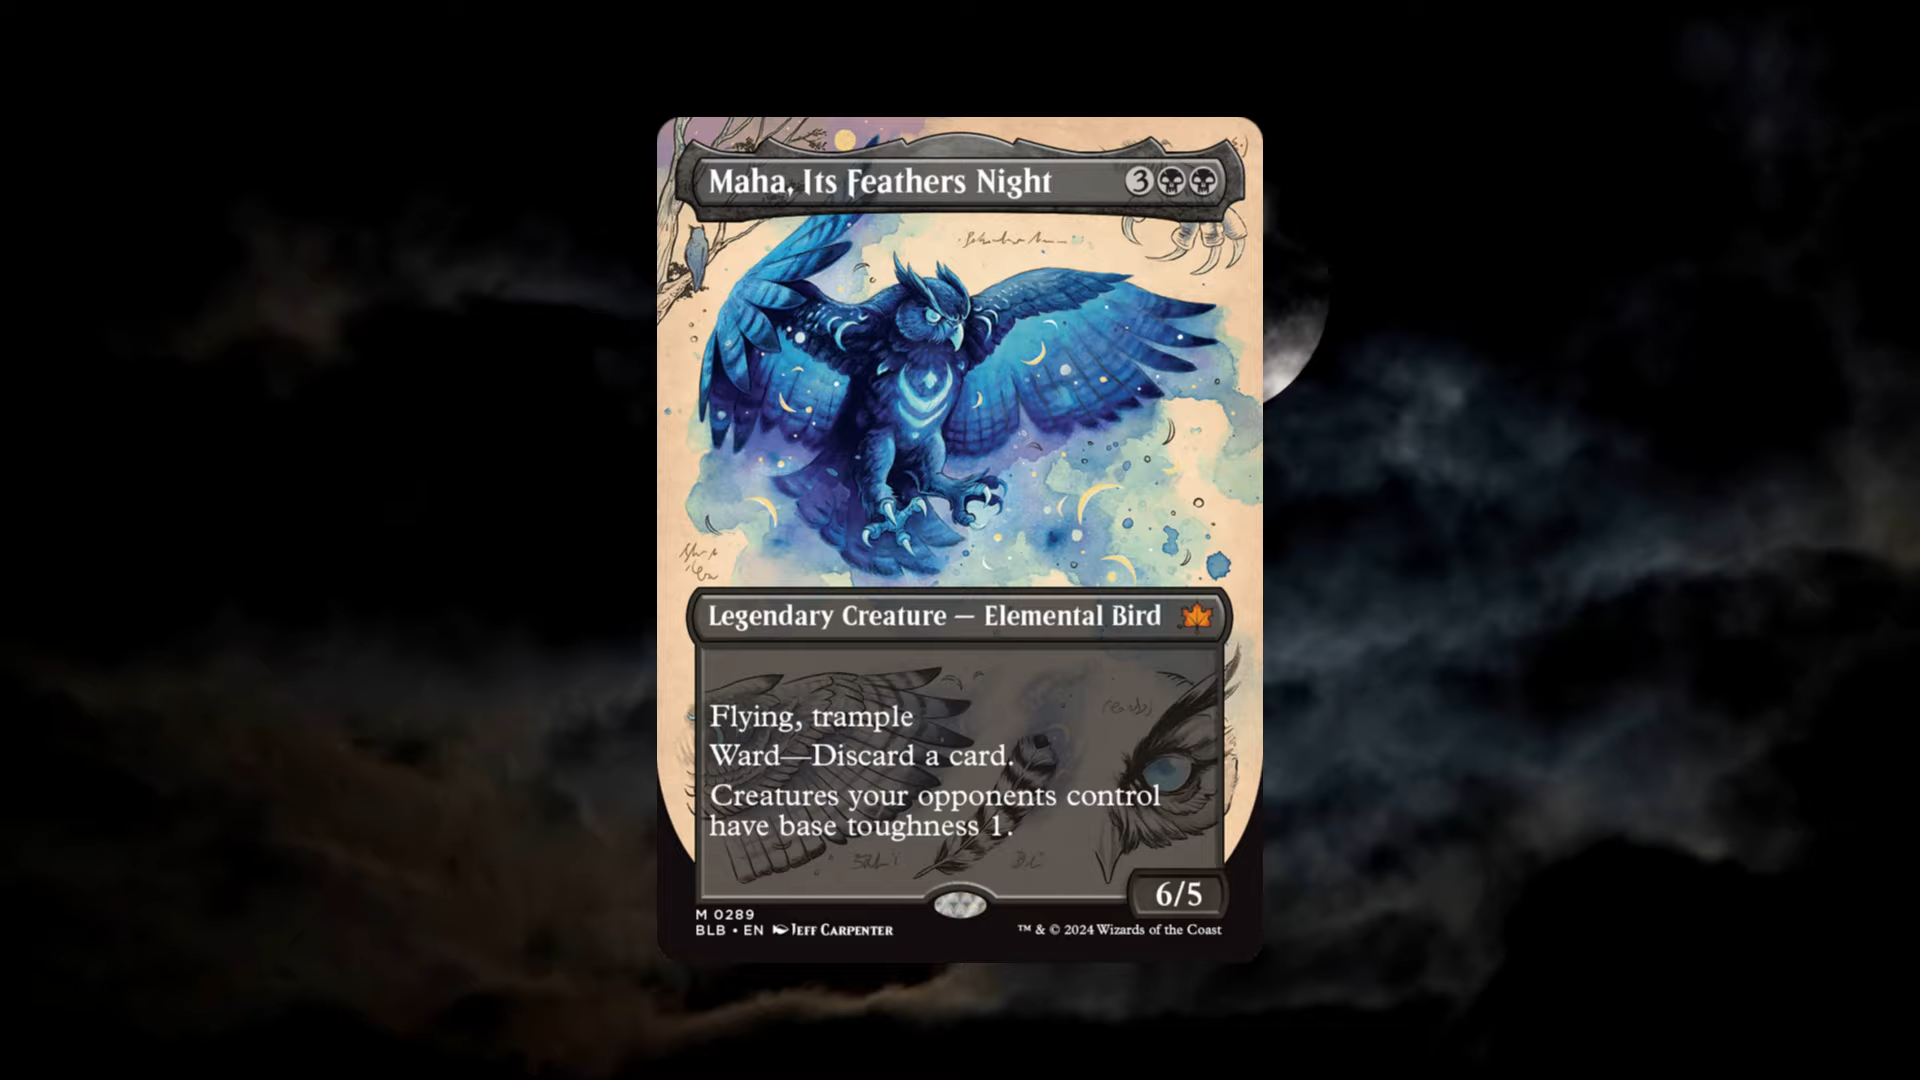 Maha, Its Feathers Night 3
Legendary Creature — Elemental Bird
Flying, trample
Ward—Discard a card.
Creatures your opponents control
have base toughness 1.
6/5
M 0289
BLB • EN Jeff Carpenter
™ & © 2024 Wizards of the Coast